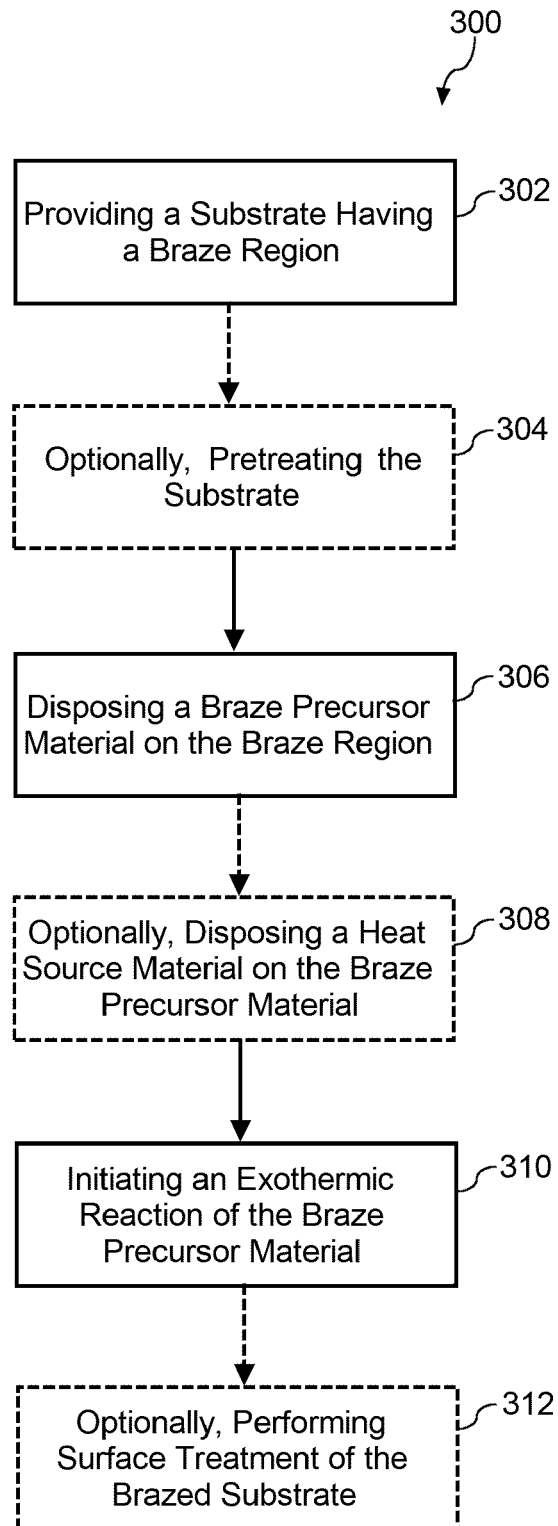 300
302
Providing a Substrate Having
a Braze Region
304
Optionally, Pretreating the
Substrate
306
Disposing a Braze Precursor
Material on the Braze Region
308
Optionally, Disposing a Heat
Source Material on the Braze
Precursor Material
310
Initiating an Exothermic
Reaction of the Braze
Precursor Material
312
Optionally, Performing
Surface Treatment of the
Brazed Substrate